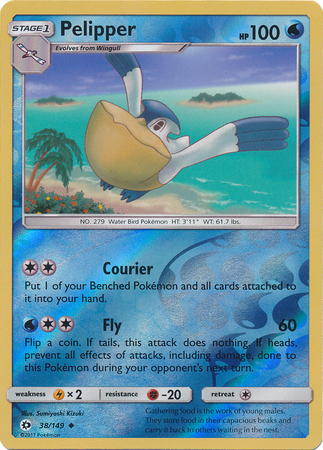 STAGE 1
Pelipper
HP 100
Evolves from Wingull
NO. 279 Water Bird Pokémon HT: 3'11" WT: 61.7 lbs.
Courier
Put 1 of your Benched Pokémon and all cards attached
to it into your hand.
Fly 60
Flip a coin. If tails, this attack does nothing. If heads,
prevent all effects of attacks, including damage, done to
this Pokémon during your opponent's next turn.
weakness ×2 resistance -20 retreat
Illus. Sumiyoshi Kizuki
38/149
©2017 Pokémon
Gathering food is the work of young males.
They store food in their capacious beaks and
carry it back to others waiting in the nest.